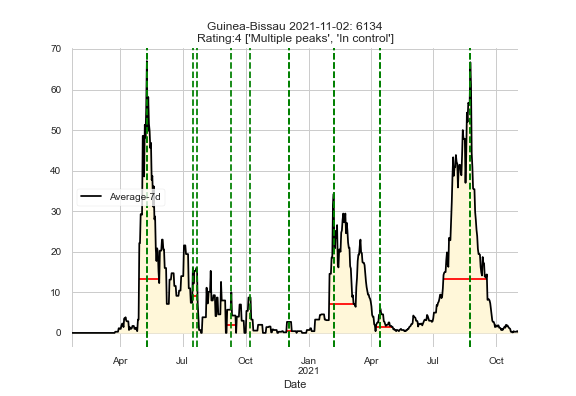 Guinea-Bissau 2021-11-02: 6134
Rating:4 ['Multiple peaks', 'In control']
70
60
50
40
30
20
10
0
Average-7d
Apr
Jul
Oct
Jan
2021
Apr
Jul
Oct
Date